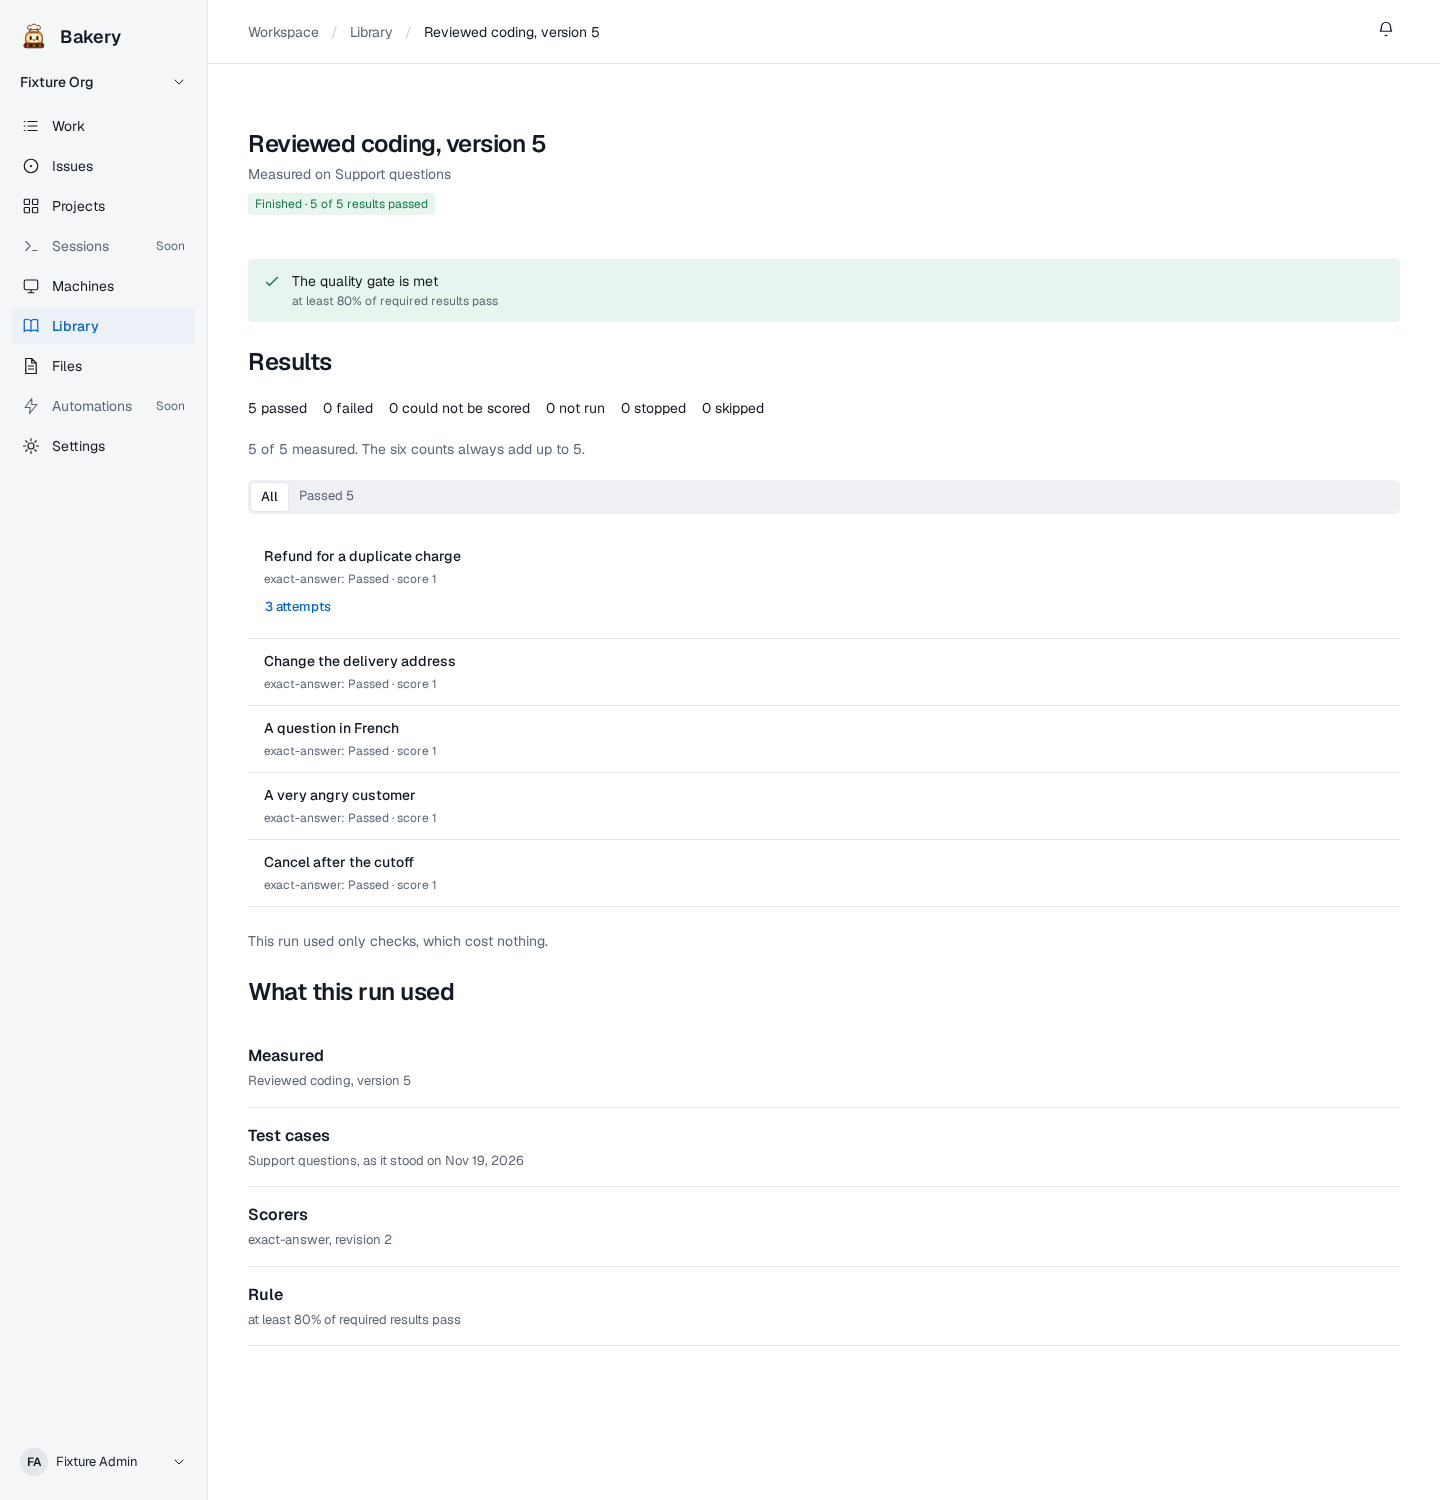 Bakery
Fixture Org
Work
Issues
Projects
Sessions Soon
Machines
Library
Files
Automations Soon
Settings
FA Fixture Admin
Workspace / Library / Reviewed coding, version 5
Reviewed coding, version 5
Measured on Support questions
Finished · 5 of 5 results passed
The quality gate is met
at least 80% of required results pass
Results
5 passed 0 failed 0 could not be scored 0 not run 0 stopped 0 skipped
5 of 5 measured. The six counts always add up to 5.
All Passed 5
Refund for a duplicate charge
exact-answer: Passed · score 1
3 attempts
Change the delivery address
exact-answer: Passed · score 1
A question in French
exact-answer: Passed · score 1
A very angry customer
exact-answer: Passed · score 1
Cancel after the cutoff
exact-answer: Passed · score 1
This run used only checks, which cost nothing.
What this run used
Measured
Reviewed coding, version 5
Test cases
Support questions, as it stood on Nov 19, 2026
Scorers
exact-answer, revision 2
Rule
at least 80% of required results pass